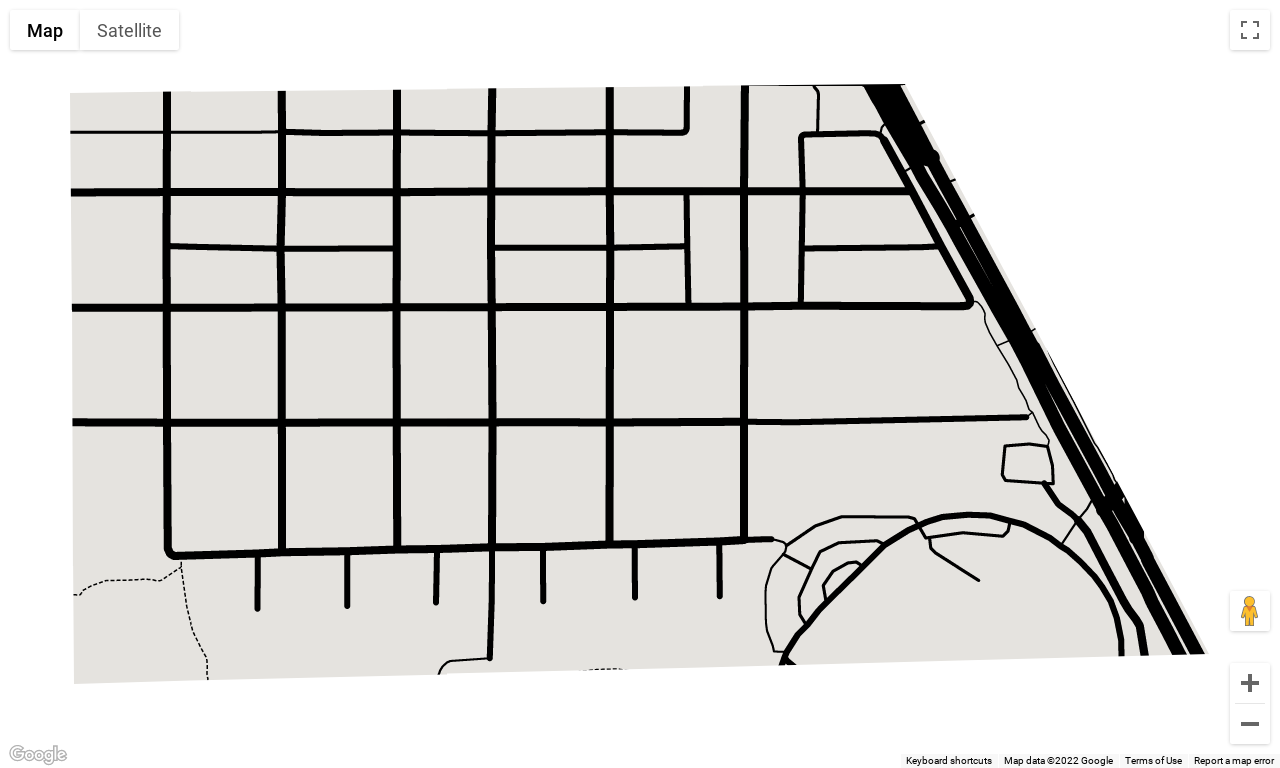 Map Satellite
Google
Keyboard shortcuts Map data ©2022 Google Terms of Use Report a map error